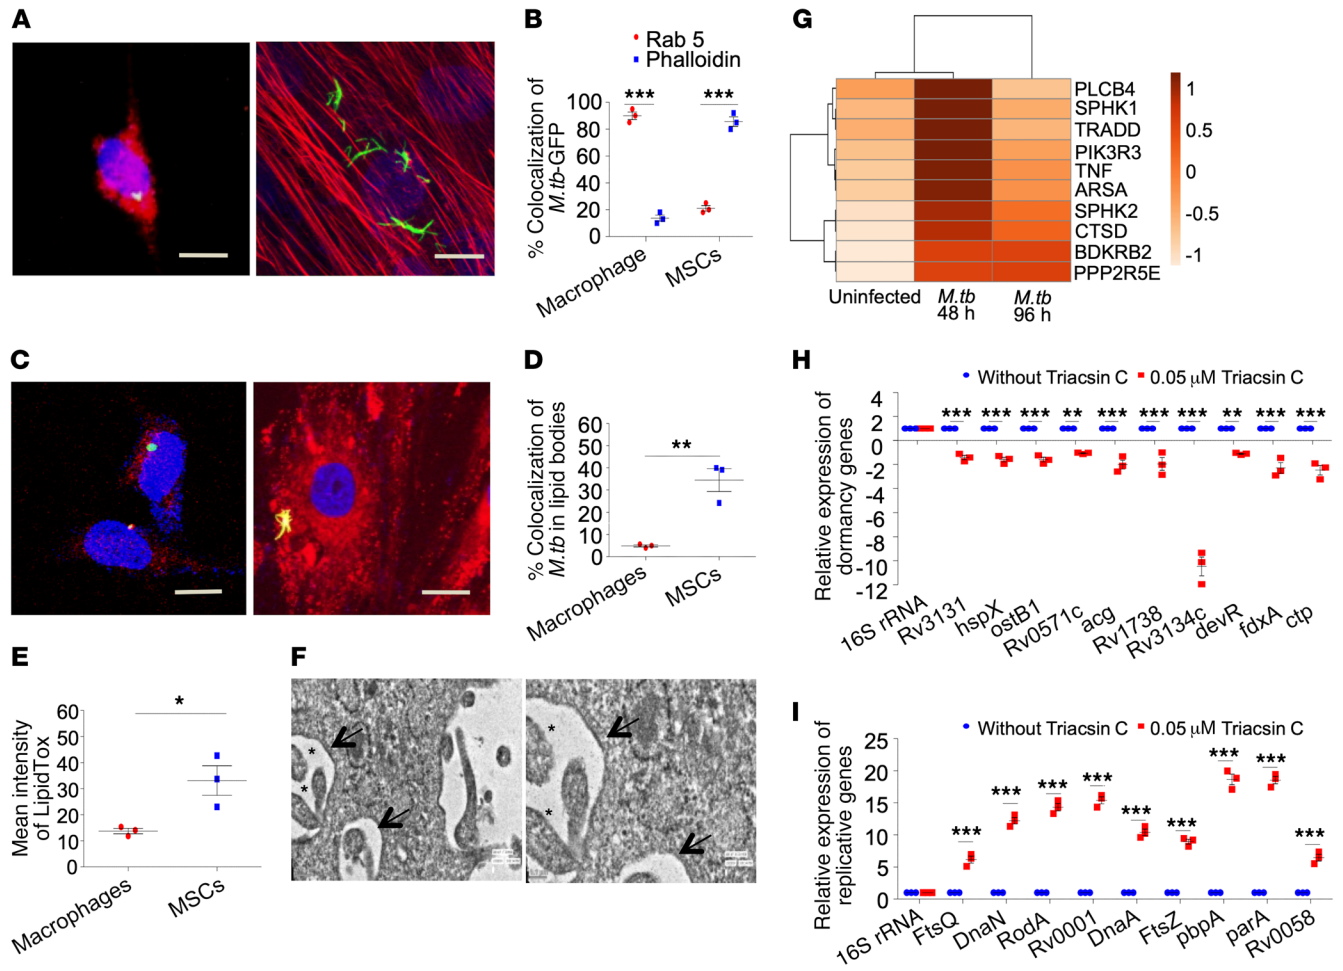 A
B
Rab 5
Phalloidin
% Colocalization of
M.tb-GFP
100
80
60
40
20
0
***
***
Macrophage
MSCs
C
D
% Colocalization of
M.tb in lipid bodies
60
50
40
30
20
10
0
**
Macrophages
MSCs
E
Mean intensity
of LipidTox
60
50
40
30
20
10
0
*
Macrophages
MSCs
F
*
*
*
*
G
PLCB4
SPHK1
TRADD
PIK3R3
TNF
ARSA
SPHK2
CTSD
BDKRB2
PPP2R5E
1
0.5
0
-0.5
-1
Uninfected
M.tb
48 h
M.tb
96 h
H
Without Triacsin C
0.05 µM Triacsin C
Relative expression of
dormancy genes
4
2
0
-2
-4
-6
-8
-10
-12
*** *** *** ** *** *** *** ** *** ***
16S rRNA
Rv3131
hspX
ostB1
Rv0571c
acg
Rv1738
Rv3134c
devR
fdxA
ctp
I
Without Triacsin C
0.05 µM Triacsin C
Relative expression of
replicative genes
25
20
15
10
5
0
*** *** *** *** *** *** *** *** ***
16S rRNA
FtsQ
DnaN
RodA
Rv0001
DnaA
FtsZ
pbpA
parA
Rv0058